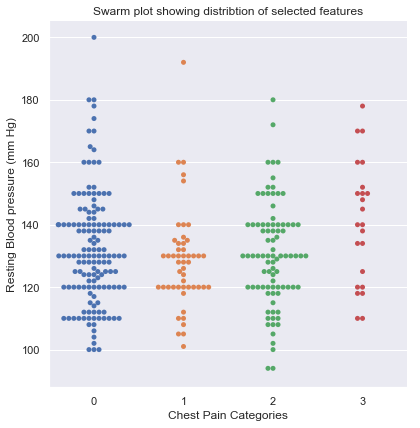 Swarm plot showing distribtion of selected features
Resting Blood pressure (mm Hg)
200
180
160
140
120
100
0 1 2 3
Chest Pain Categories